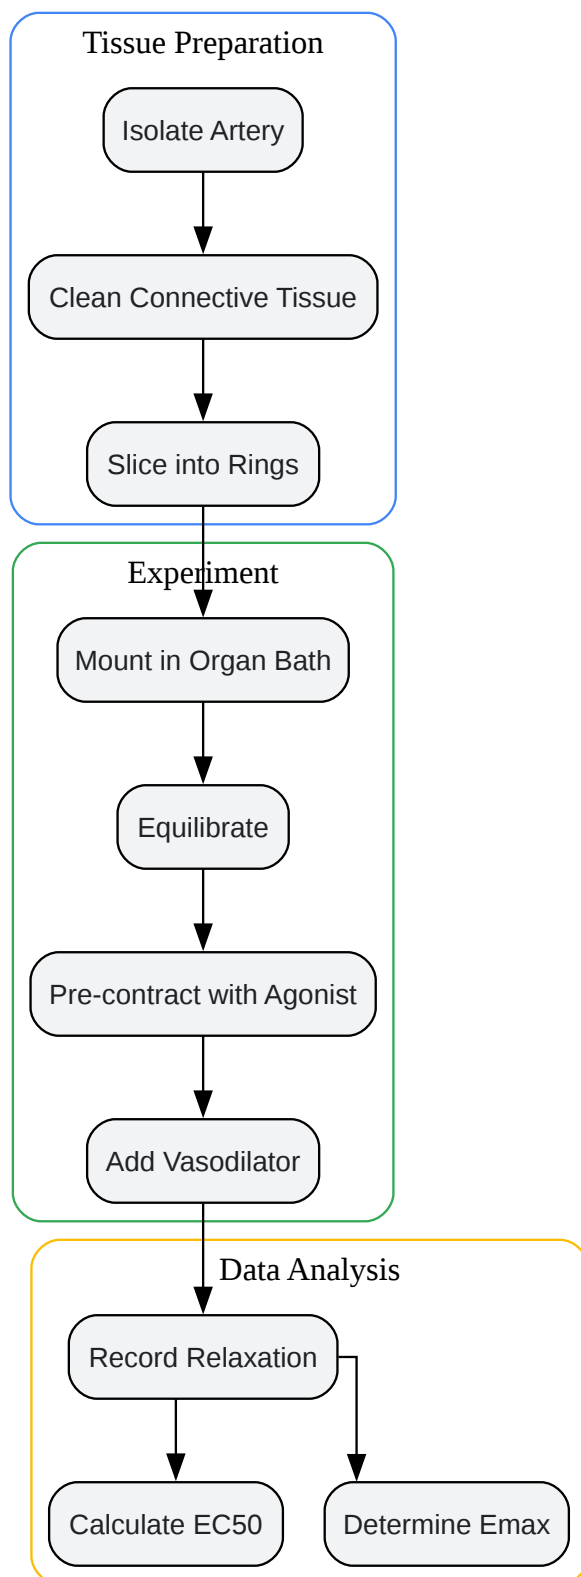 Tissue Preparation
Isolate Artery
Clean Connective Tissue
Slice into Rings
Experiment
Mount in Organ Bath
Equilibrate
Pre-contract with Agonist
Add Vasodilator
Data Analysis
Record Relaxation
Calculate EC50
Determine Emax